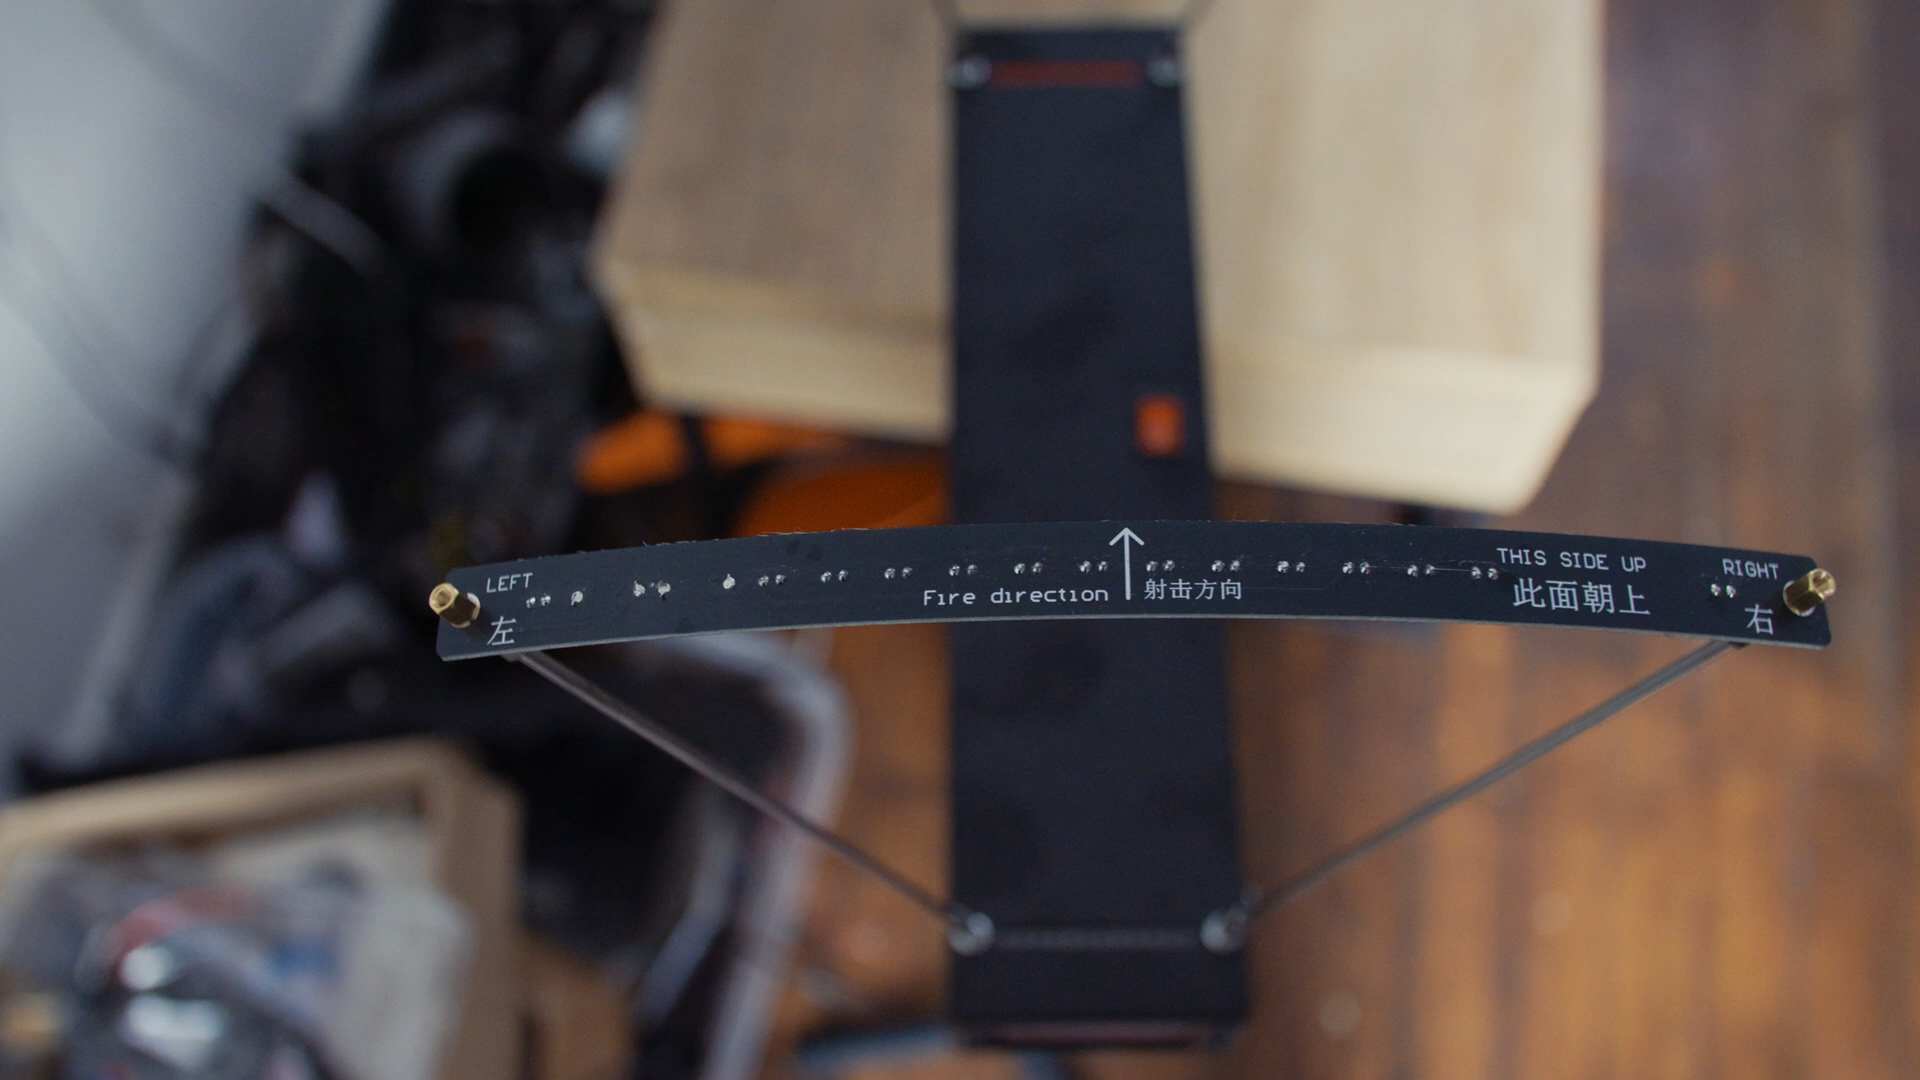 LEFT
左
Fire direction
射击方向
THIS SIDE UP
此面朝上
RIGHT
右